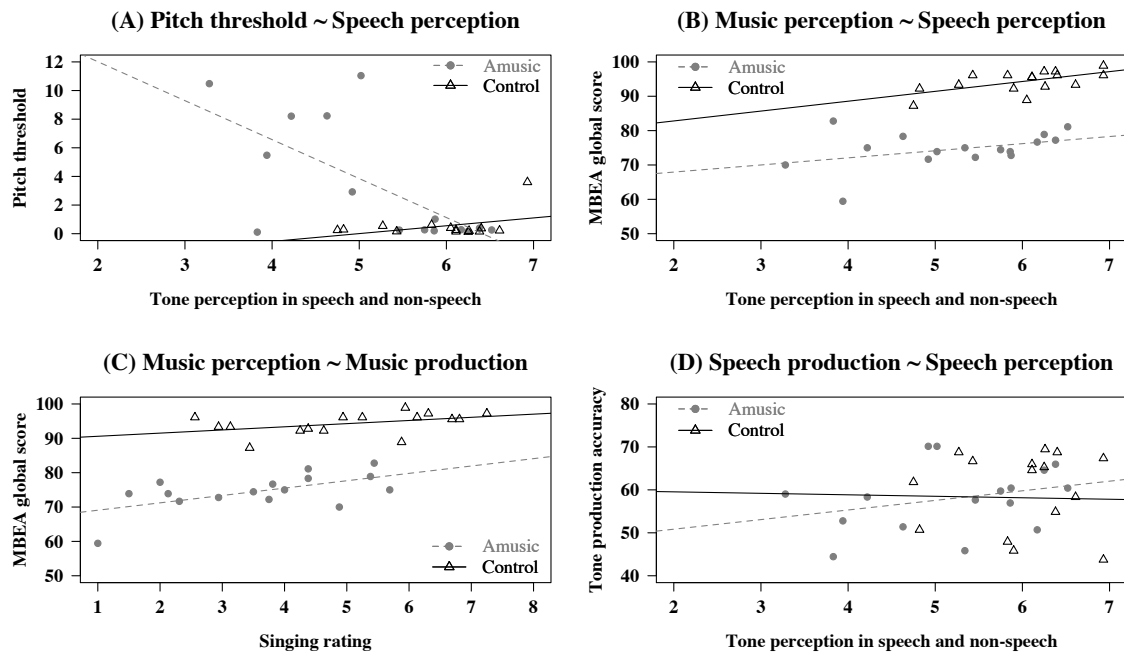 (A) Pitch threshold ~ Speech perception
Pitch threshold
12
10
8
6
4
2
0
Amusic
Control
2 3 4 5 6 7
Tone perception in speech and non-speech
(B) Music perception ~ Speech perception
MBEA global score
100
90
80
70
60
50
Amusic
Control
2 3 4 5 6 7
Tone perception in speech and non-speech
(C) Music perception ~ Music production
MBEA global score
100
90
80
70
60
50
Amusic
Control
1 2 3 4 5 6 7 8
Singing rating
(D) Speech production ~ Speech perception
Tone production accuracy
80
70
60
50
40
Amusic
Control
2 3 4 5 6 7
Tone perception in speech and non-speech